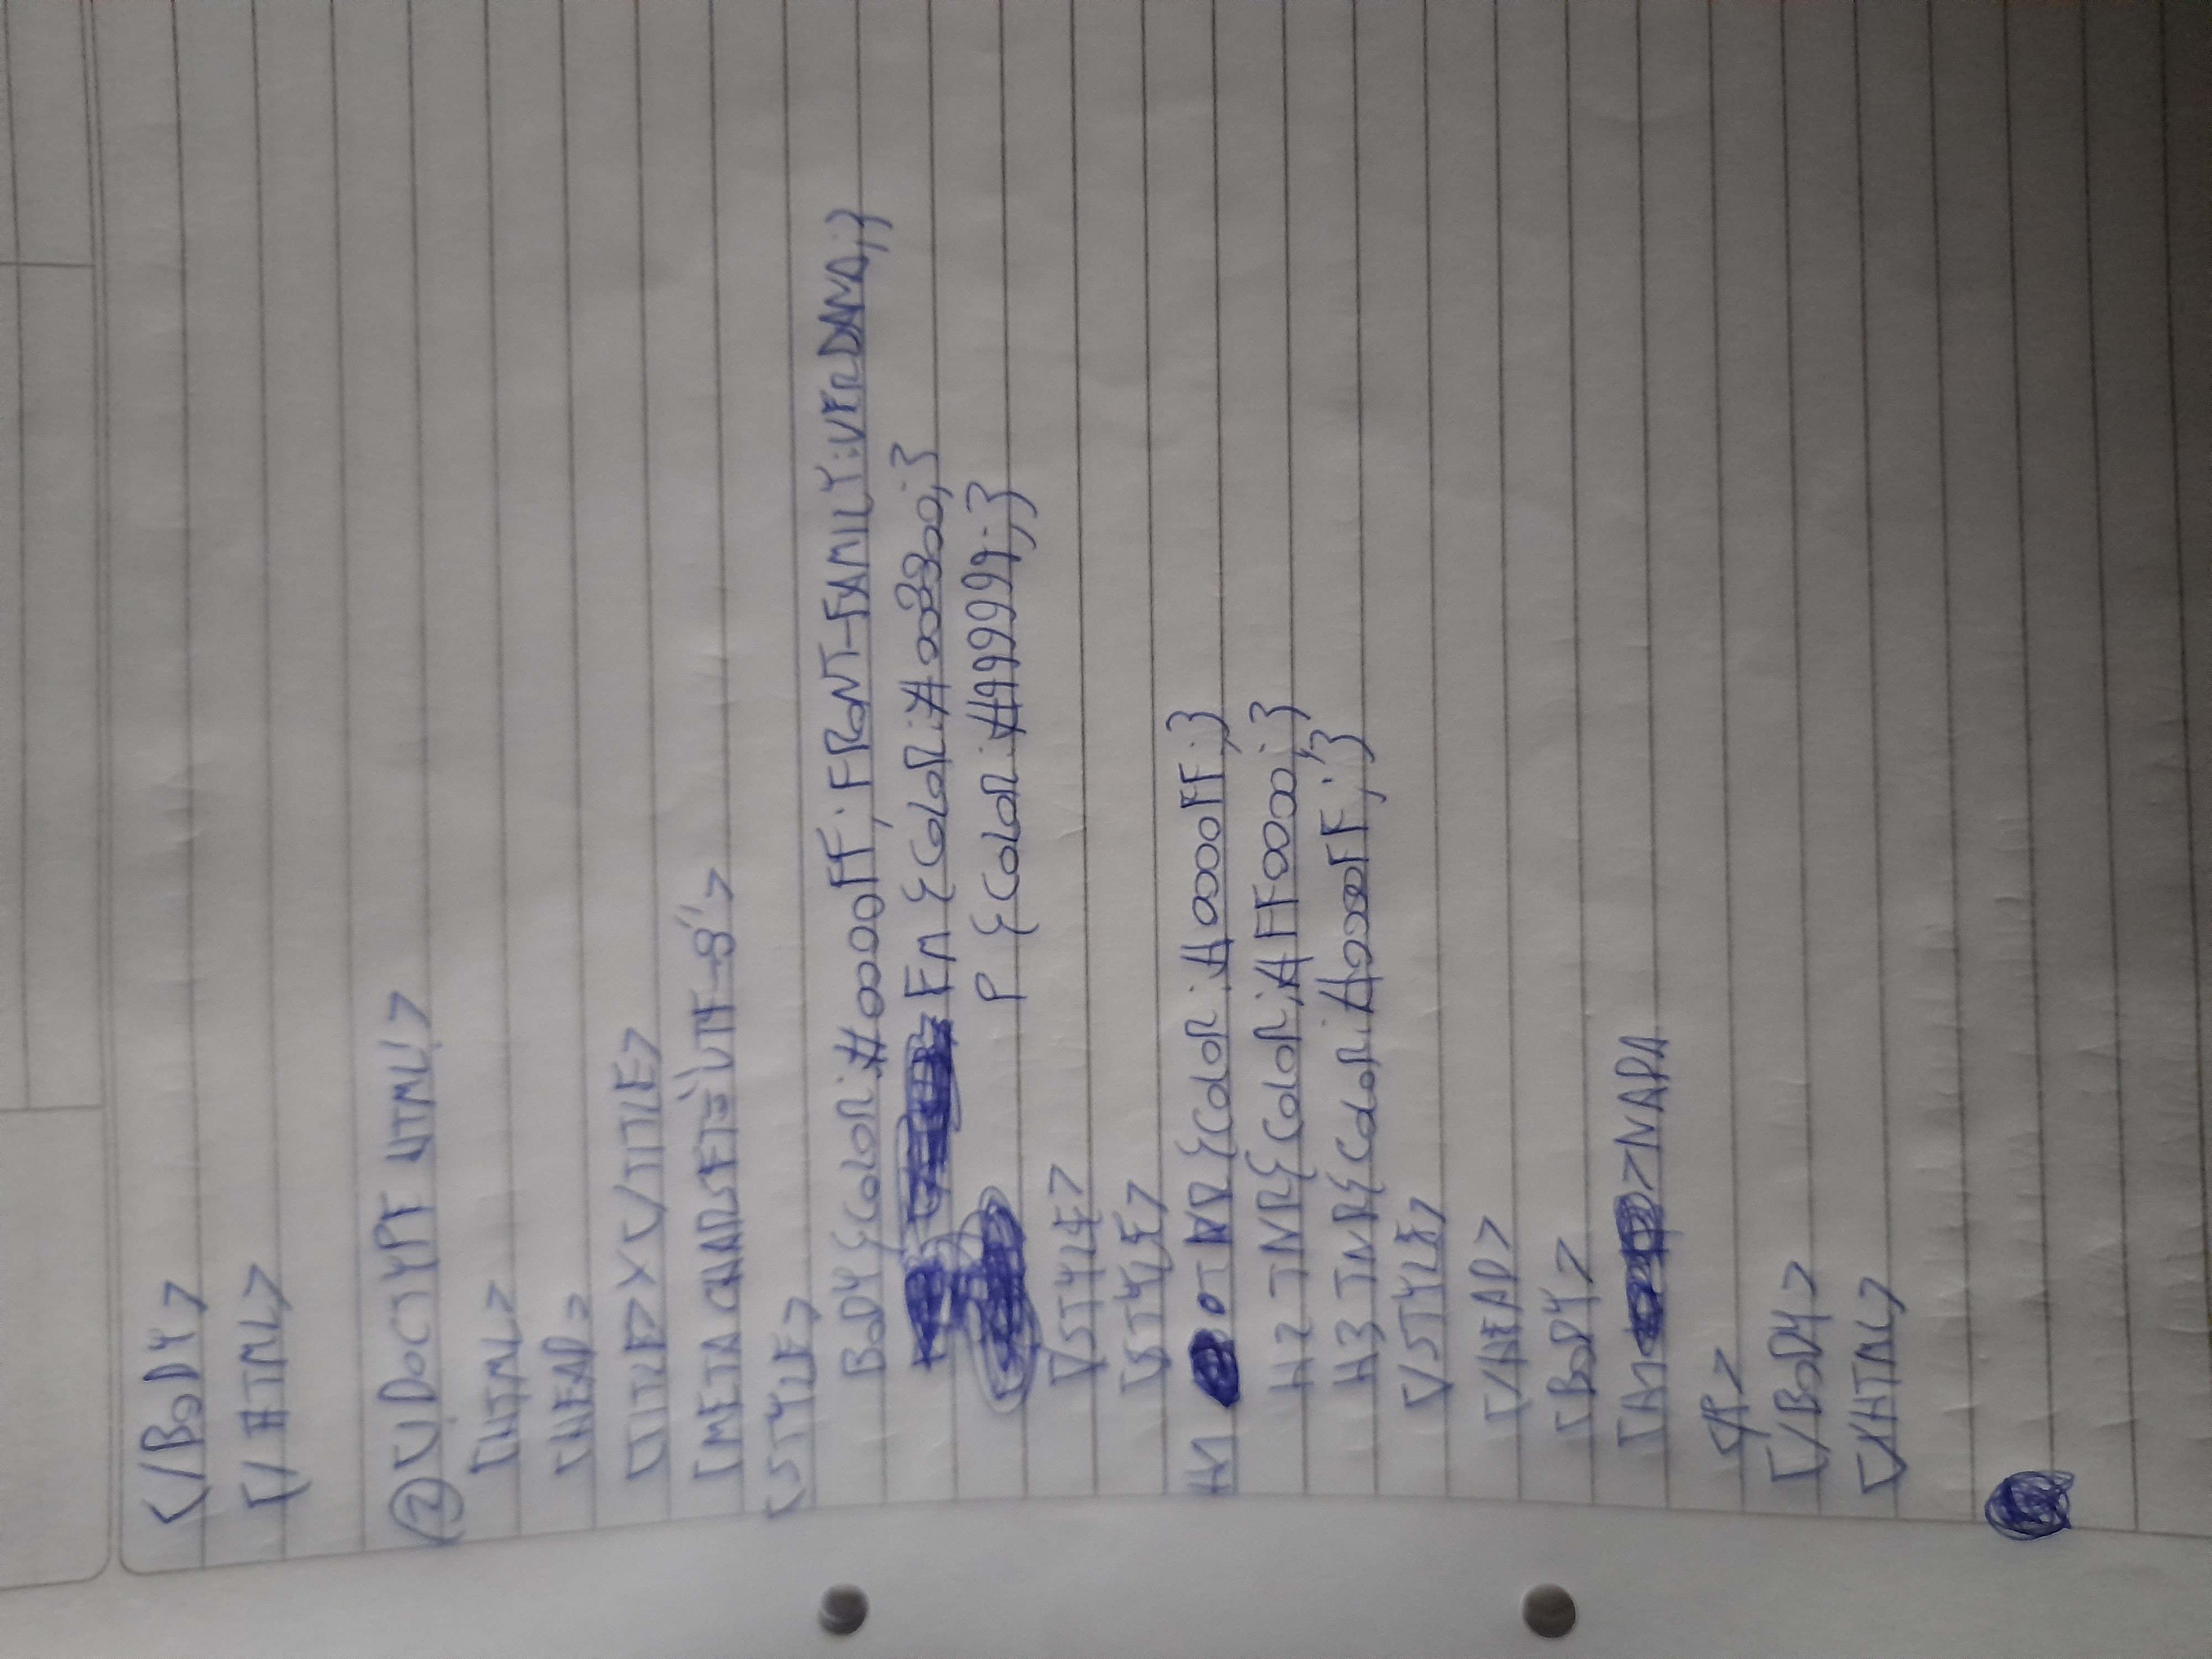 </BODY>
</HTML>
② <!DOCTYPE HTML!>
<HTML>
<HEAD>
<TITLE>X</TITLE>
<META CHARSET="UTF-8">
<STYLE>
BODY {COLOR:#0000FF; FRONT-FAMILY:VERDANA;}
EM {COLOR:#003300;}
P {COLOR:#999999;}
</STYLE>
<STYLE>
H1 TNR {COLOR:#0000FF;}
H2 TNR{COLOR:#FF0000;}
H3 TNR{COLOR:#0000FF;}
</STYLE>
</HEAD>
<BODY>
<H1>NADA
</P>
</BODY>
</HTML>